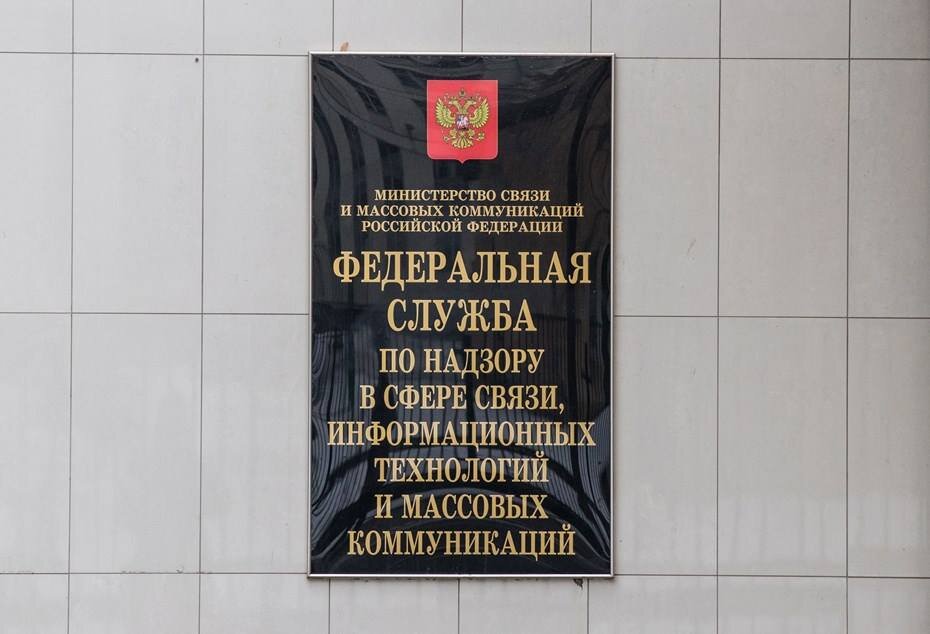 МИНИСТЕРСТВО СВЯЗИ
И МАССОВЫХ КОММУНИКАЦИЙ
РОССИЙСКОЙ ФЕДЕРАЦИИ
ФЕДЕРАЛЬНАЯ
СЛУЖБА
ПО НАДЗОРУ
В СФЕРЕ СВЯЗИ,
ИНФОРМАЦИОННЫХ
ТЕХНОЛОГИЙ
И МАССОВЫХ
КОММУНИКАЦИЙ